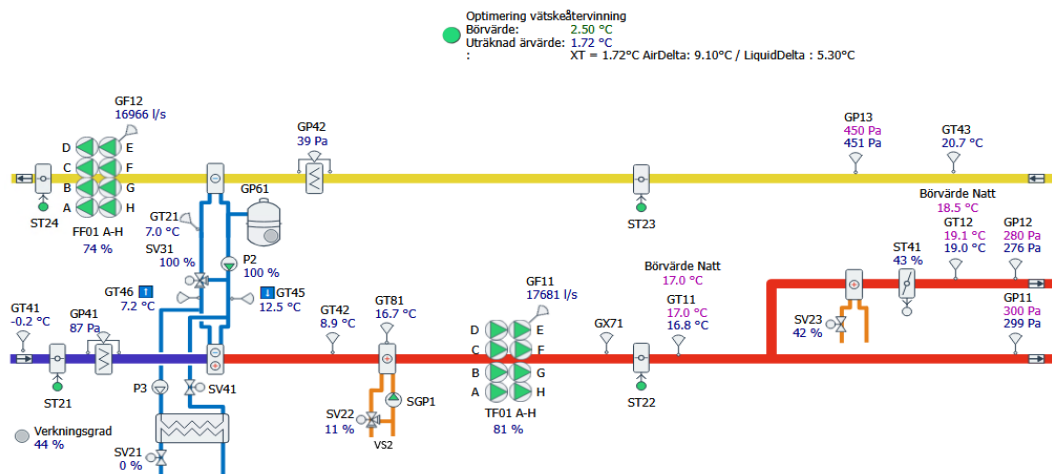 Optimering vätskeåtervinning
Börvärde: 2.50 °C
Uträknad ärvärde: 1.72 °C
: XT = 1.72°C AirDelta: 9.10°C / LiquidDelta : 5.30°C
GF12
16966 l/s
D E
C F
B G
A H
ST24
FF01 A-H
74 %
GP42
39 Pa
GP61
GT21
7.0 °C
SV31
100 %
P2
100 %
GT46
7.2 °C
GT45
12.5 °C
ST23
GP13
450 Pa
451 Pa
GT43
20.7 °C
Börvärde Natt
18.5 °C
GT12
19.1 °C
19.0 °C
GP12
280 Pa
276 Pa
ST41
43 %
SV23
42 %
GP11
300 Pa
299 Pa
Börvärde Natt
17.0 °C
GT11
17.0 °C
16.8 °C
GF11
17681 l/s
GX71
ST22
D E
C F
B G
A H
TF01 A-H
81 %
GT42
8.9 °C
GT81
16.7 °C
SGP1
SV22
11 %
VS2
GT41
-0.2 °C
GP41
87 Pa
ST21
P3
SV41
SV21
0 %
Verkningsgrad
44 %